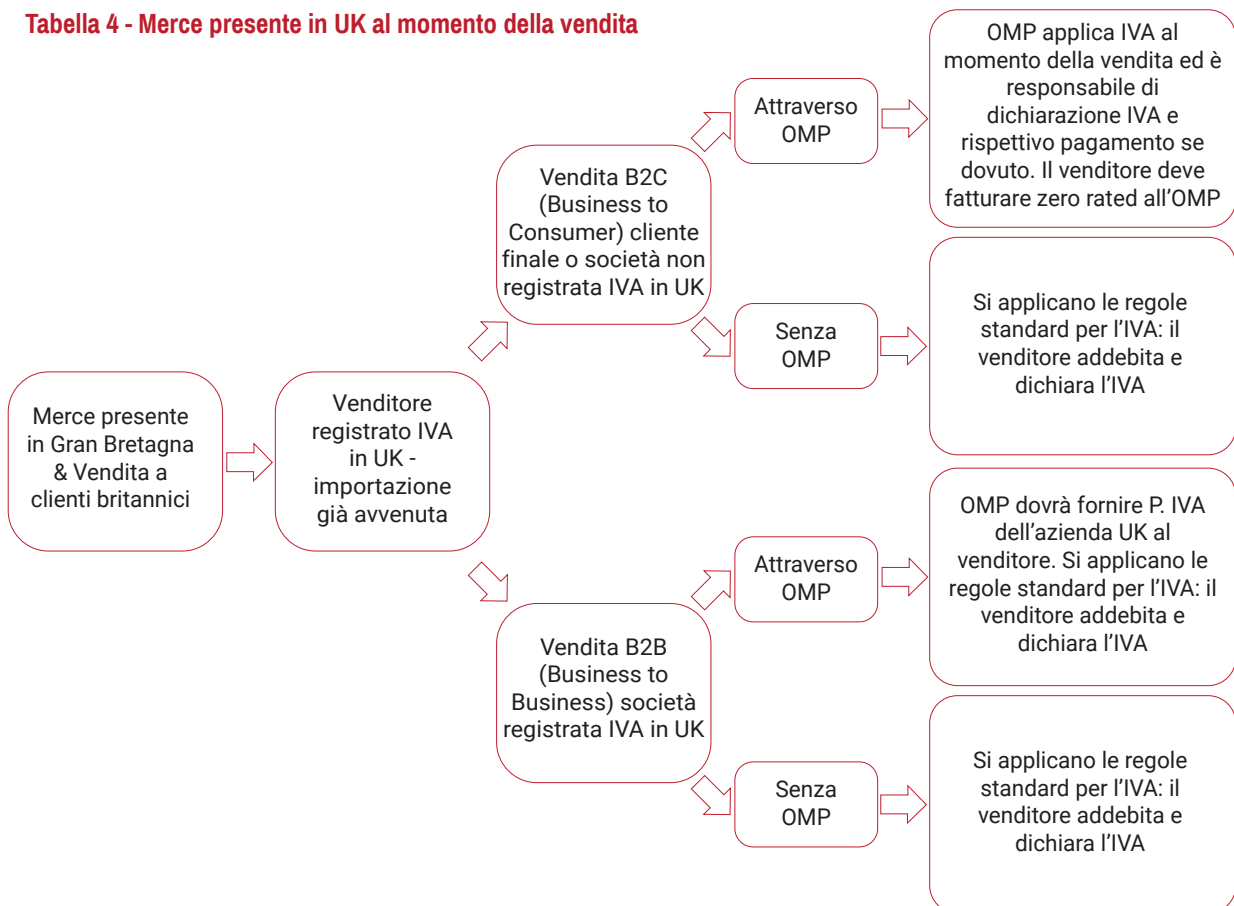 Tabella 4 - Merce presente in UK al momento della vendita
Merce presente
in Gran Bretagna
& Vendita a
clienti britannici
Venditore
registrato IVA
in UK -
importazione
già avvenuta
Vendita B2C
(Business to
Consumer) cliente
finale o società non
registrata IVA in UK
Attraverso
OMP
OMP applica IVA al
momento della vendita ed è
responsabile di
dichiarazione IVA e
rispettivo pagamento se
dovuto. Il venditore deve
fatturare zero rated all’OMP
Senza
OMP
Si applicano le regole
standard per l’IVA: il
venditore addebita e
dichiara l’IVA
Vendita B2B
(Business to
Business) società
registrata IVA in UK
Attraverso
OMP
OMP dovrà fornire P. IVA
dell’azienda UK al
venditore. Si applicano le
regole standard per l’IVA: il
venditore addebita e
dichiara l’IVA
Senza
OMP
Si applicano le regole
standard per l’IVA: il
venditore addebita e
dichiara l’IVA